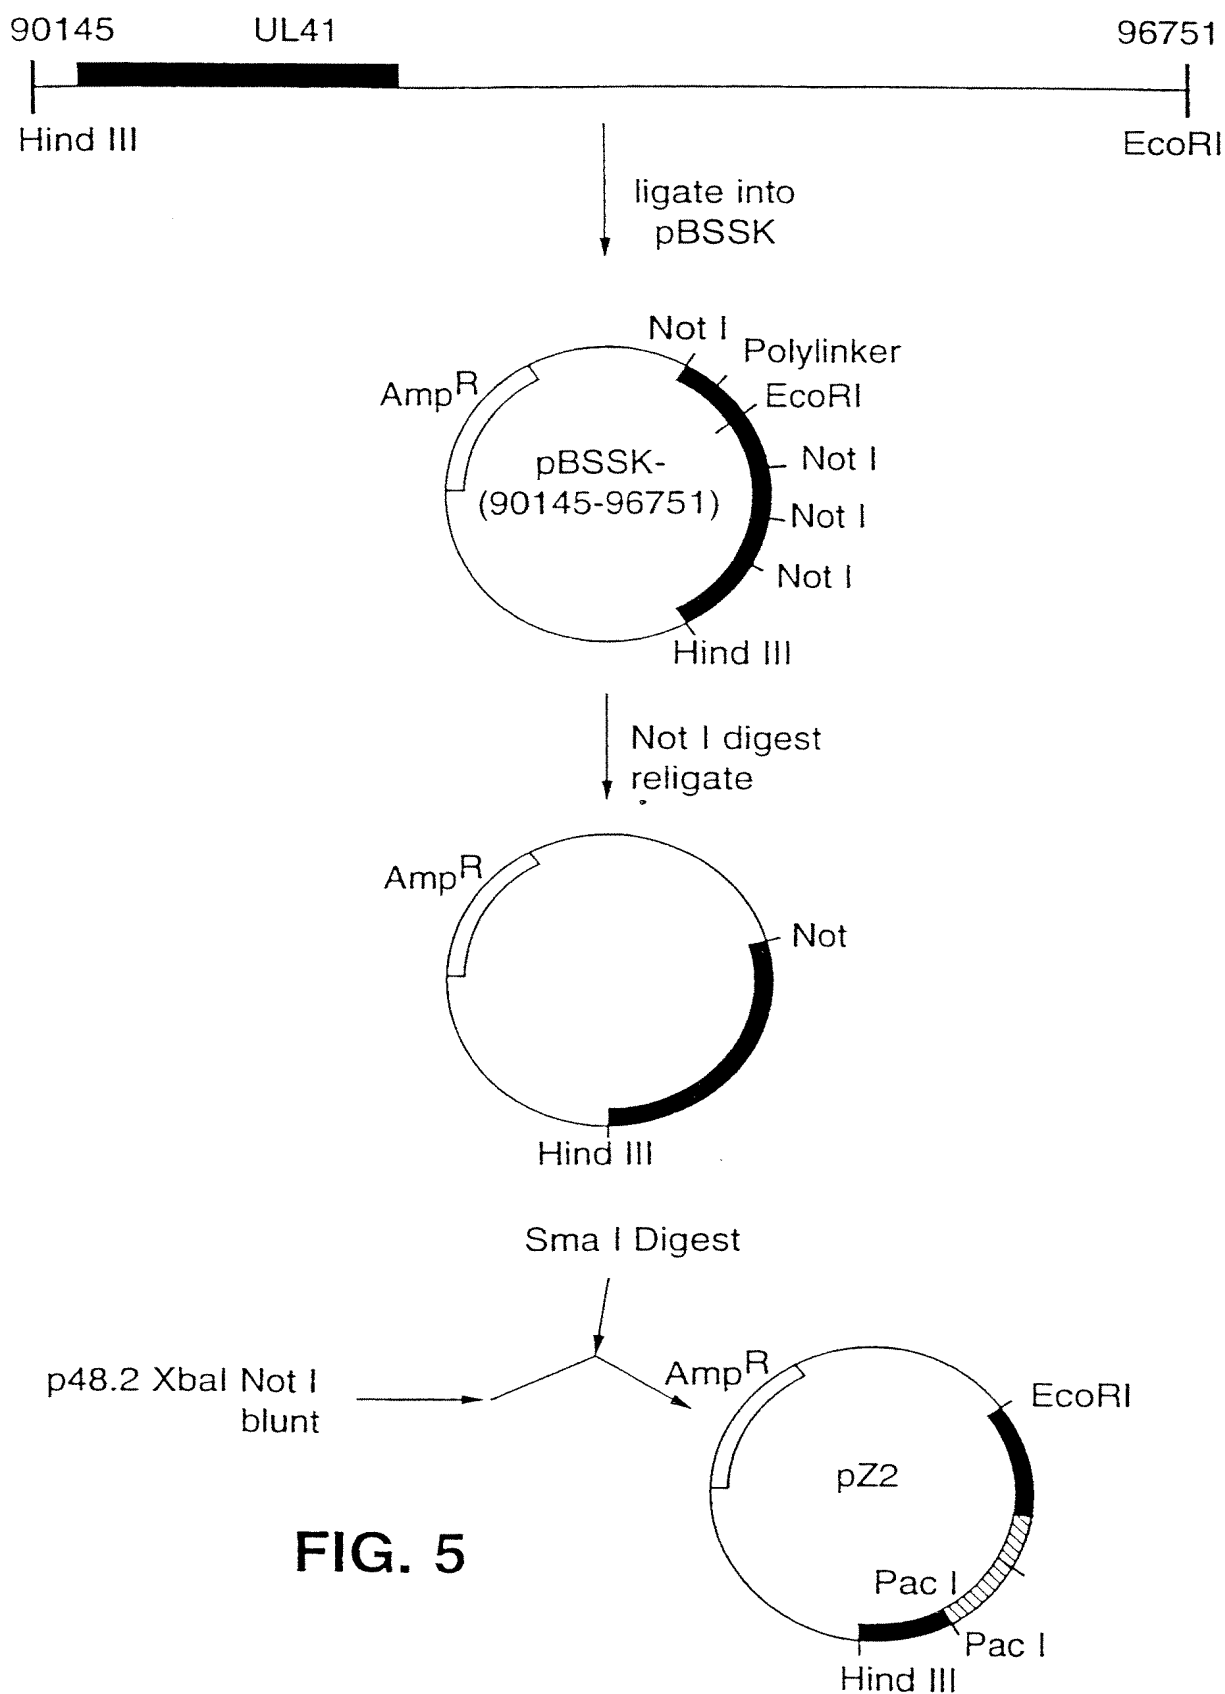 90145
UL41
96751
Hind III
EcoRI
ligate into
pBSSK
Not I
Polylinker
AmpR
EcoRI
pBSSK-
(90145-96751)
Not I
Not I
Not I
Hind III
Not I digest
religate
AmpR
Not
Hind III
Sma I Digest
p48.2 XbaI Not I
blunt
AmpR
EcoRI
pZ2
FIG. 5
Pac I
Pac I
Hind III